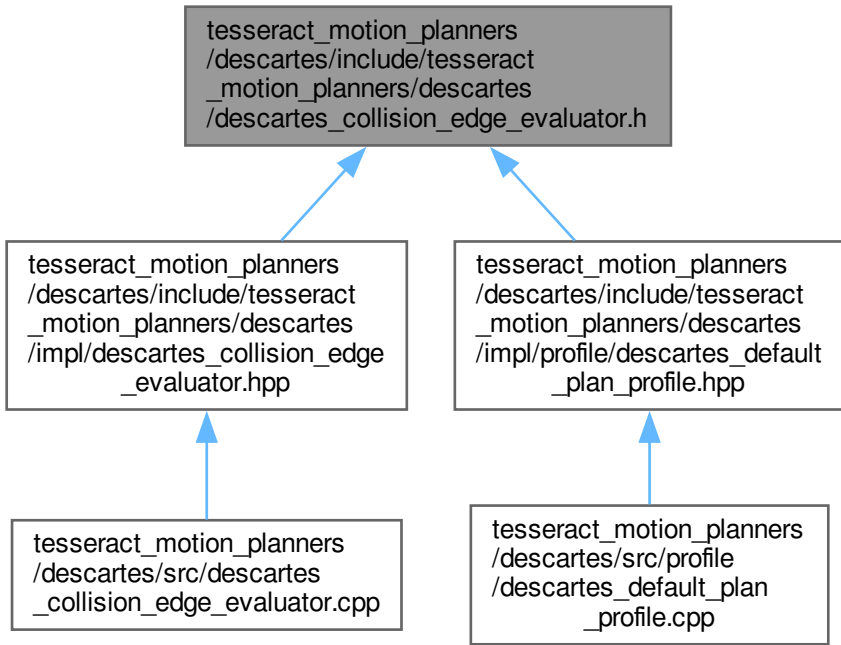 tesseract_motion_planners
/descartes/include/tesseract
_motion_planners/descartes
/descartes_collision_edge_evaluator.h
tesseract_motion_planners
/descartes/include/tesseract
_motion_planners/descartes
/impl/descartes_collision_edge
_evaluator.hpp
tesseract_motion_planners
/descartes/include/tesseract
_motion_planners/descartes
/impl/profile/descartes_default
_plan_profile.hpp
tesseract_motion_planners
/descartes/src/descartes
_collision_edge_evaluator.cpp
tesseract_motion_planners
/descartes/src/profile
/descartes_default_plan
_profile.cpp